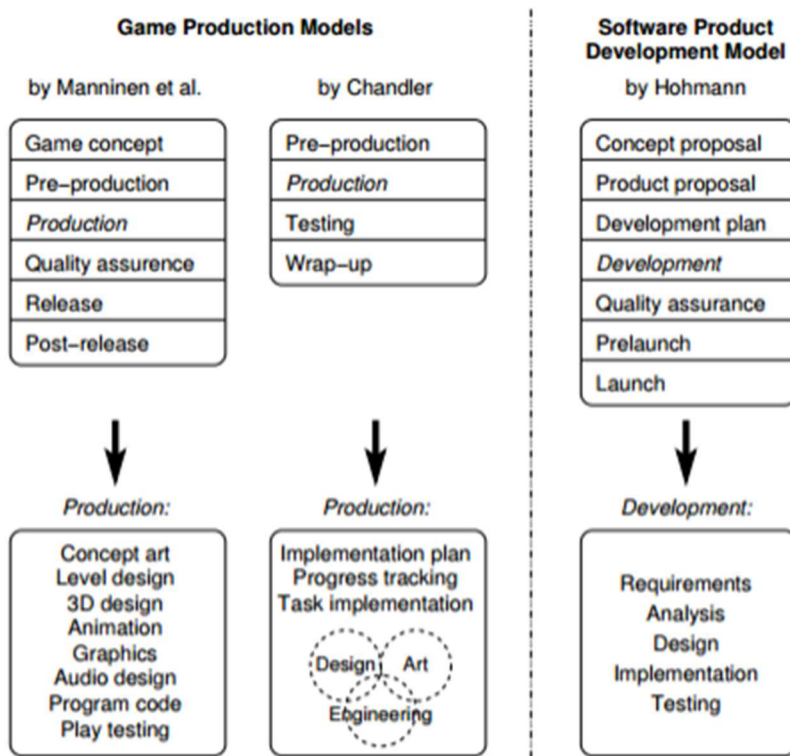 Game Production Models
Software Product
Development Model
by Manninen et al.
by Chandler
by Hohmann
Game concept
Pre-production
Production
Quality assurence
Release
Post-release
Pre-production
Production
Testing
Wrap-up
Concept proposal
Product proposal
Development plan
Development
Quality assurance
Prelaunch
Launch
Production:
Concept art
Level design
3D design
Animation
Graphics
Audio design
Program code
Play testing
Production:
Implementation plan
Progress tracking
Task implementation
Design
Art
Engineering
Development:
Requirements
Analysis
Design
Implementation
Testing